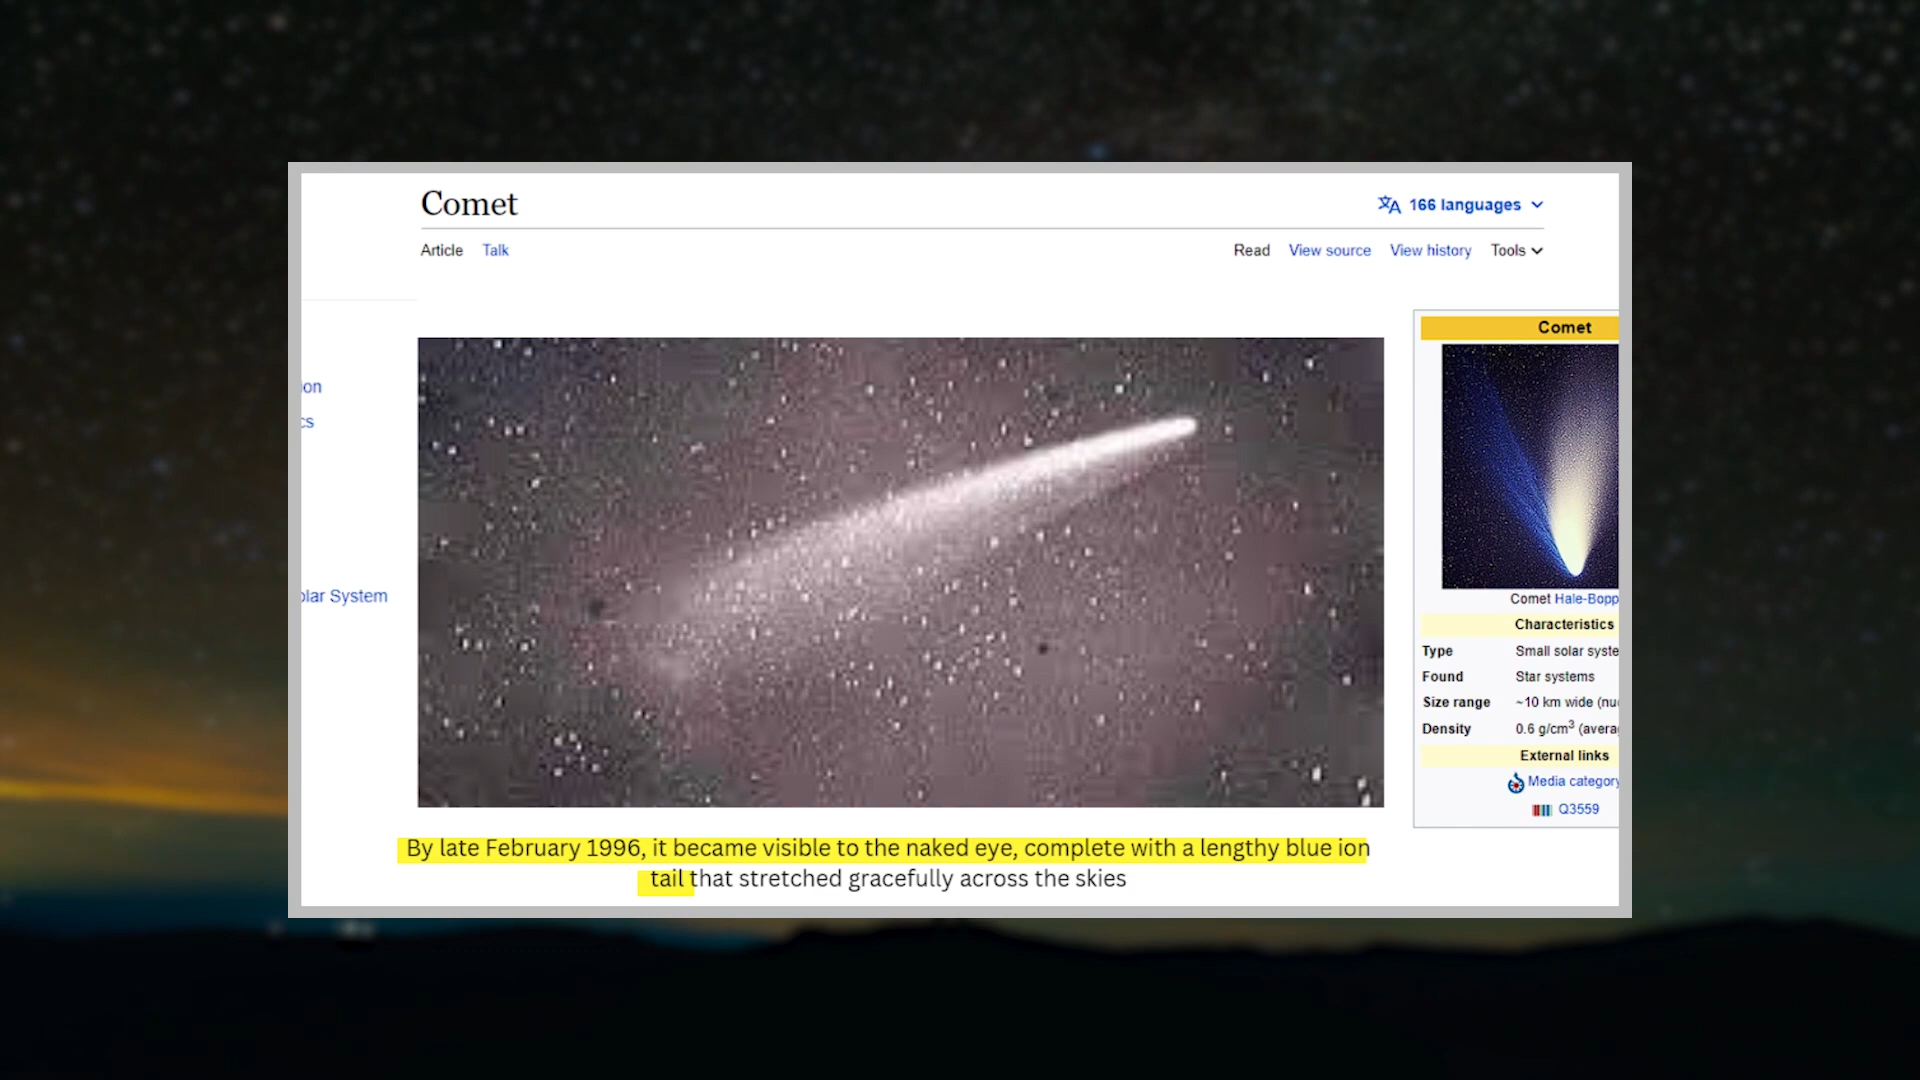 Comet
166 languages
Article Talk
Read View source View history Tools
on
cs
olar System
Comet
Comet Hale-Bopp
Characteristics
Type Small solar syste
Found Star systems
Size range ~10 km wide (nu
Density 0.6 g/cm³ (avera
External links
Media category
Q3559
By late February 1996, it became visible to the naked eye, complete with a lengthy blue ion
tail that stretched gracefully across the skies